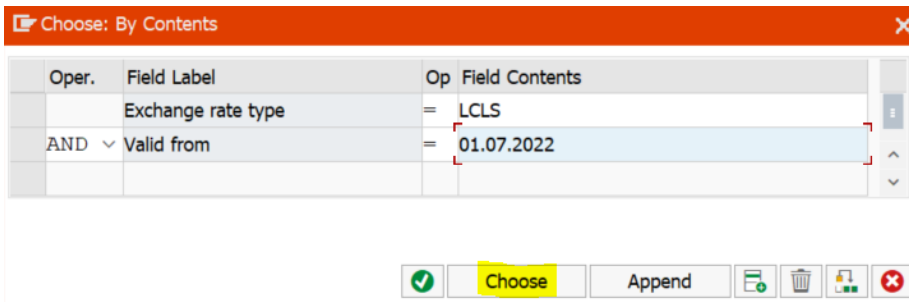 Choose: By Contents
Oper. Field Label Op Field Contents
Exchange rate type = LCLS
AND Valid from = 01.07.2022
Choose Append